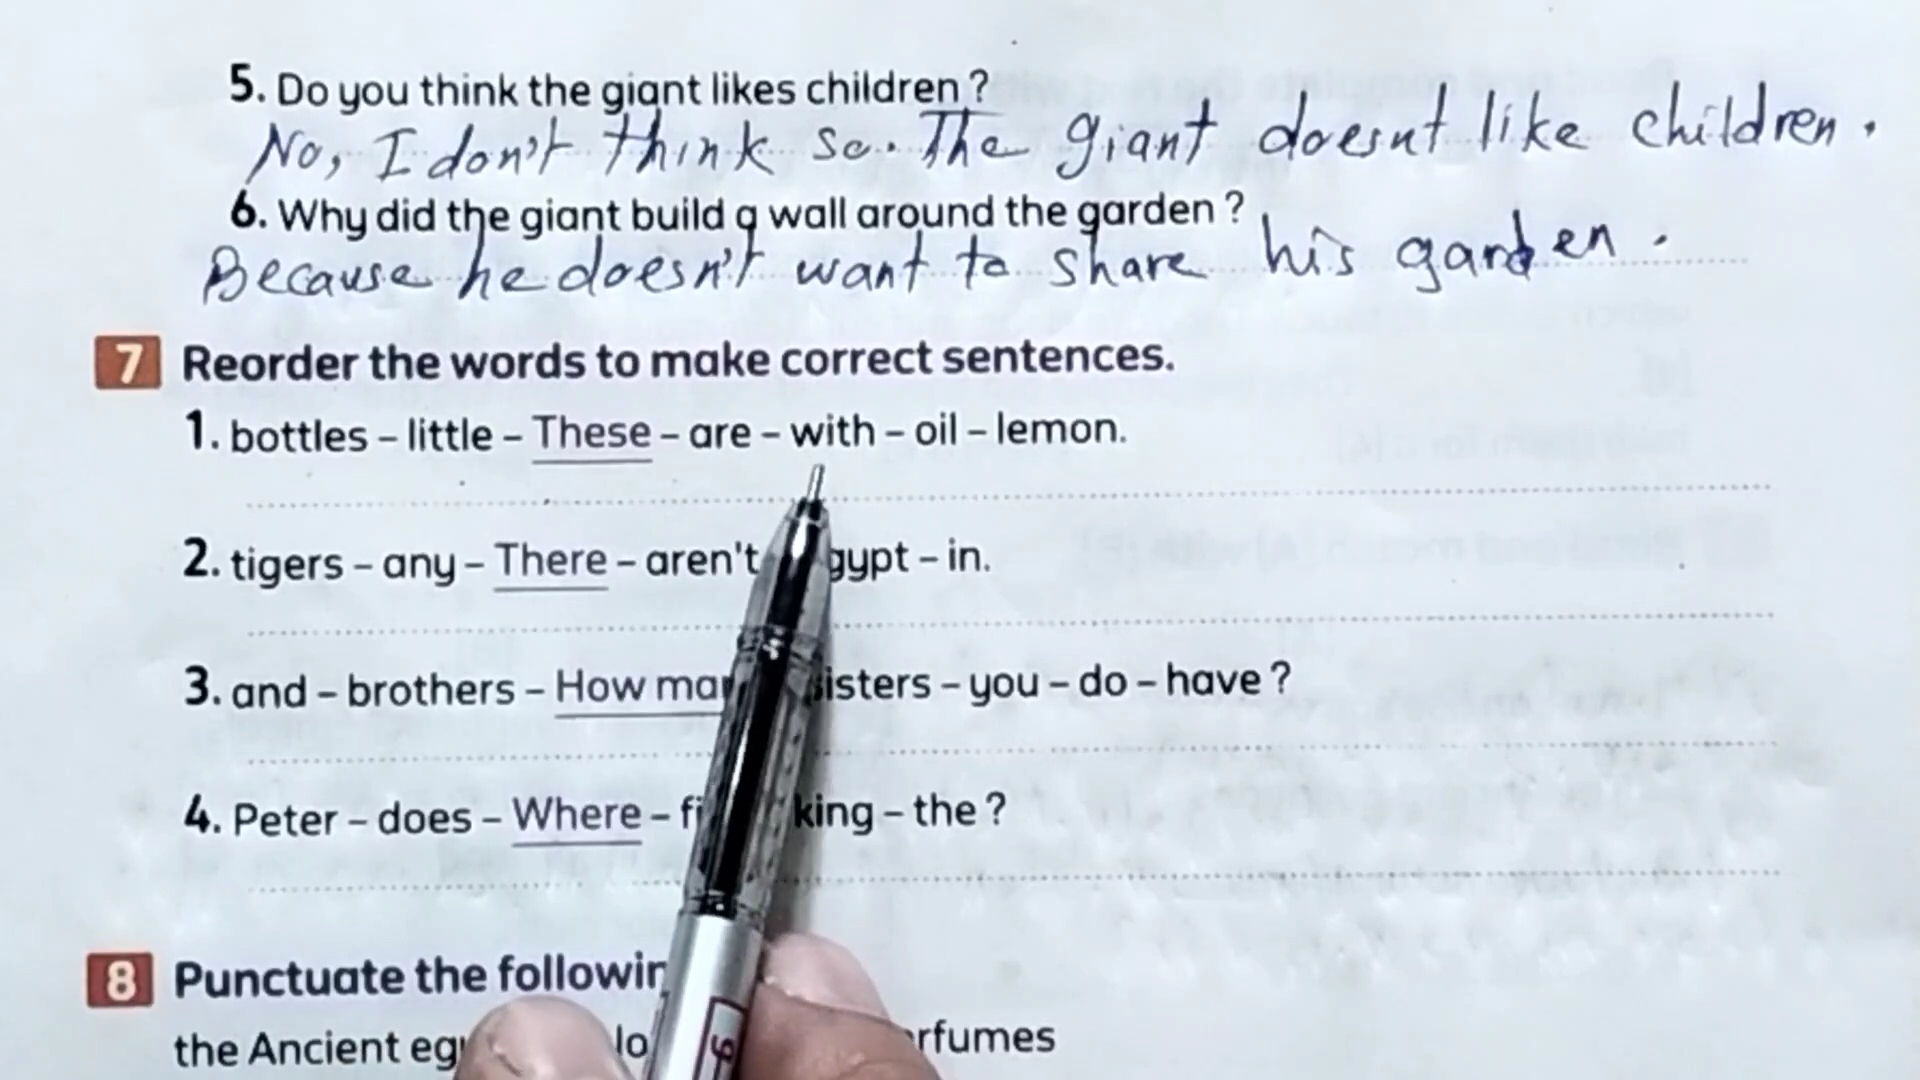 5. Do you think the giant likes children?
No, I don't think so. The giant doesnt like children.
6. Why did the giant build a wall around the garden?
Because he doesn't want to share his garden.
7 Reorder the words to make correct sentences.
1. bottles – little – These – are – with – oil – lemon.
2. tigers – any – There – aren't gypt – in.
3. and – brothers – How mar sisters – you – do – have?
4. Peter – does – Where – fi king – the?
8 Punctuate the followin
the Ancient eg lo rfumes